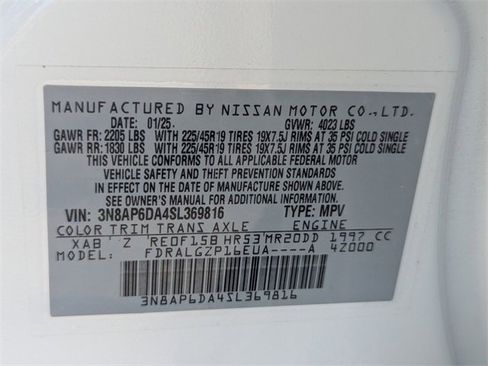 MANUFACTURED BY NISSAN MOTOR CO.,LTD.
DATE: 01/25 GVWR: 4023 LBS
GAWR FR: 2205 LBS WITH 225/45R19 TIRES 19X7.5J RIMS AT 35 PSI COLD SINGLE
GAWR RR: 1830 LBS WITH 225/45R19 TIRES 19X7.5J RIMS AT 35 PSI COLD SINGLE
THIS VEHICLE CONFORMS TO ALL APPLICABLE FEDERAL MOTOR
VEHICLE SAFETY AND THEFT PREVENTION STANDARDS
IN EFFECT ON THE DATE OF MANUFACTURE SHOWN ABOVE.
SEE OWNER'S MANUAL FOR ADDITIONAL INFORMATION.
VIN: 3N8AP6DA4SL369816 TYPE: MPV
COLOR TRIM TRANS AXLE ENGINE
XAB Z RE0F15B HR53 MR20DD 1997 CC
MODEL: FDRALGZP16EUA----A 4Z000
3N8AP6DA4SL369816